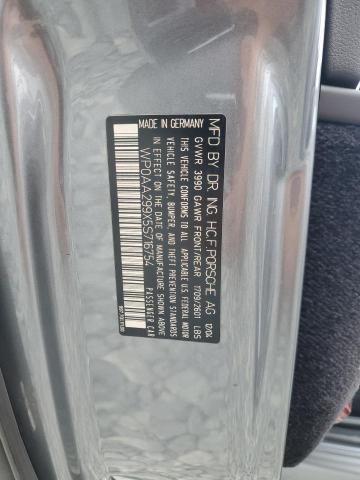 MFD BY DR ING H.C.F.PORSCHE AG 12/04
GVWR 3990 GAWR FRONT/REAR 1709/2601 LBS
THIS VEHICLE CONFORMS TO ALL APPLICABLE U.S. FEDERAL MOTOR
VEHICLE SAFETY, BUMPER, AND THEFT PREVENTION STANDARDS
IN EFFECT ON THE DATE OF MANUFACTURE SHOWN ABOVE
WP0AA299X5S716754 PASSENGER CAR
MADE IN GERMANY